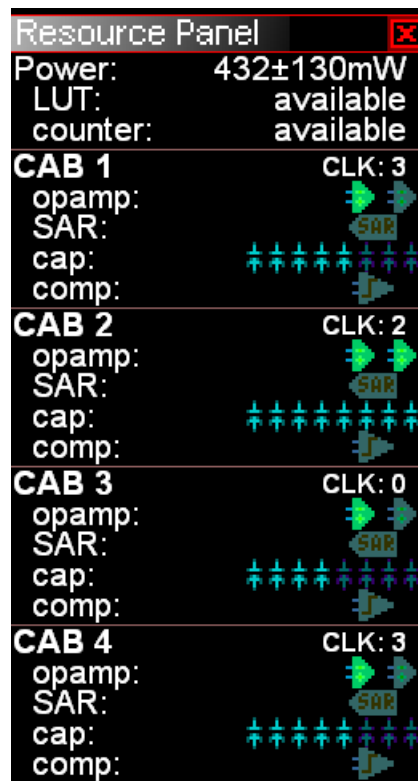 Resource Panel
Power: 432±130mW
LUT: available
counter: available
CAB 1 CLK: 3
opamp:
SAR: SAR
cap:
comp:
CAB 2 CLK: 2
opamp:
SAR: SAR
cap:
comp:
CAB 3 CLK: 0
opamp:
SAR: SAR
cap:
comp:
CAB 4 CLK: 3
opamp:
SAR: SAR
cap:
comp: